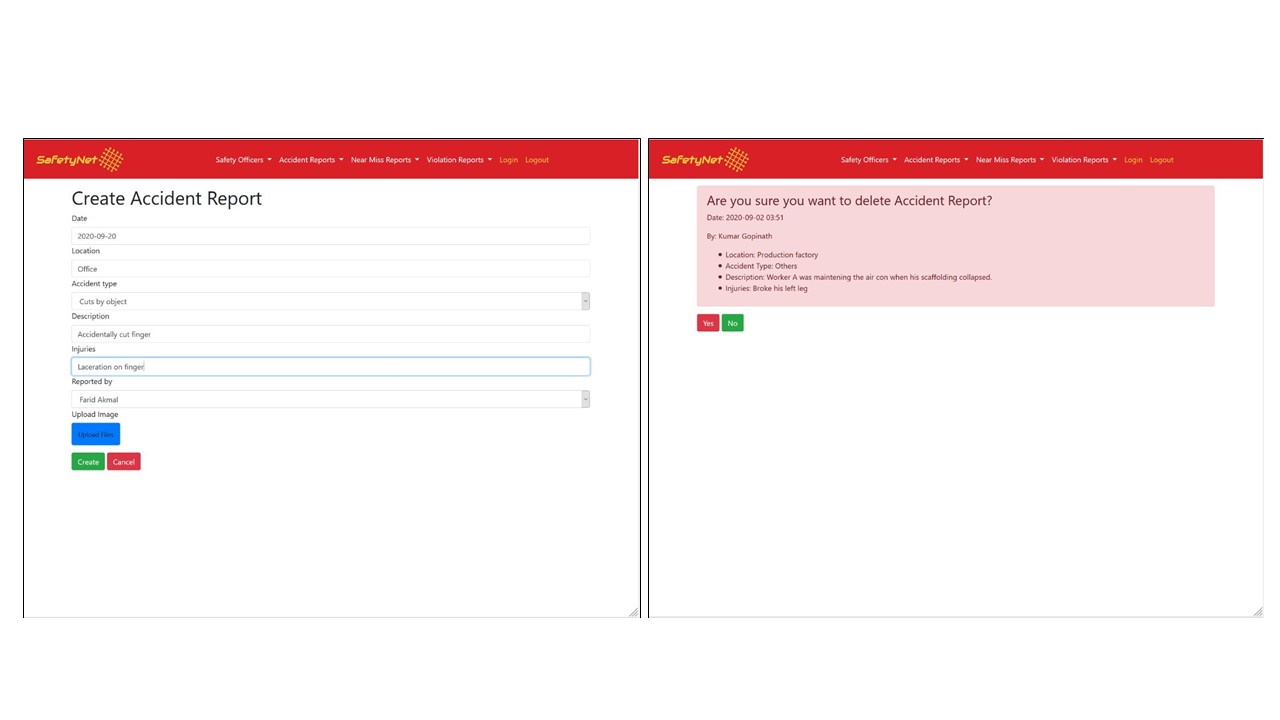 SafetyNet
Safety Officers Accident Reports Near Miss Reports Violation Reports Login Logout
Create Accident Report
Date
2020-09-20
Location
Office
Accident type
Cuts by object
Description
Accidentally cut finger
Injuries
Laceration on finger
Reported by
Farid Akmal
Upload Image
Upload Files
Create Cancel
SafetyNet
Safety Officers Accident Reports Near Miss Reports Violation Reports Login Logout
Are you sure you want to delete Accident Report?
Date: 2020-09-02 03:51
By: Kumar Gopinath
Location: Production factory
Accident Type: Others
Description: Worker A was maintening the air con when his scaffolding collapsed.
Injuries: Broke his left leg
Yes No